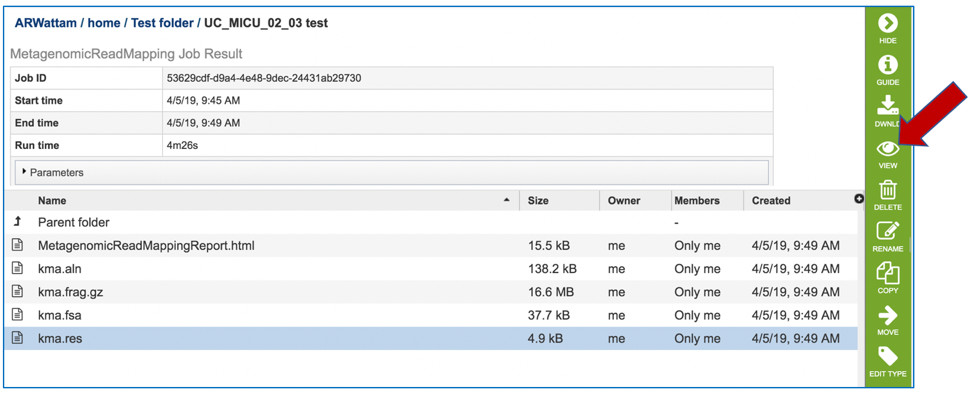 ARWattam / home / Test folder / UC_MICU_02_03 test
MetagenomicReadMapping Job Result
Job ID 53629cdf-d9a4-4e48-9dec-24431ab29730
Start time 4/5/19, 9:45 AM
End time 4/5/19, 9:49 AM
Run time 4m26s
Parameters
Name Size Owner Members Created
Parent folder -
MetagenomicReadMappingReport.html 15.5 kB me Only me 4/5/19, 9:49 AM
kma.aln 138.2 kB me Only me 4/5/19, 9:49 AM
kma.frag.gz 16.6 MB me Only me 4/5/19, 9:49 AM
kma.fsa 37.7 kB me Only me 4/5/19, 9:49 AM
kma.res 4.9 kB me Only me 4/5/19, 9:49 AM
HIDE
GUIDE
DWNLD
VIEW
DELETE
RENAME
COPY
MOVE
EDIT TYPE